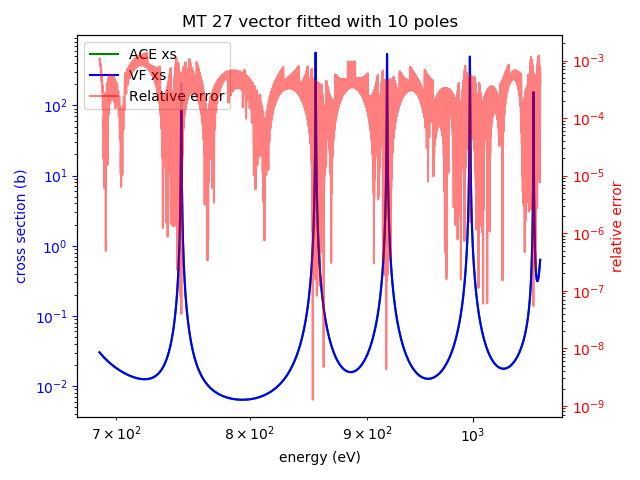 MT 27 vector fitted with 10 poles
ACE xs
VF xs
Relative error
cross section (b)
10²
10¹
10⁰
10⁻¹
10⁻²
10⁻³
10⁻⁴
10⁻⁵
10⁻⁶
10⁻⁷
10⁻⁸
10⁻⁹
relative error
7 × 10² 8 × 10² 9 × 10² 10³
energy (eV)